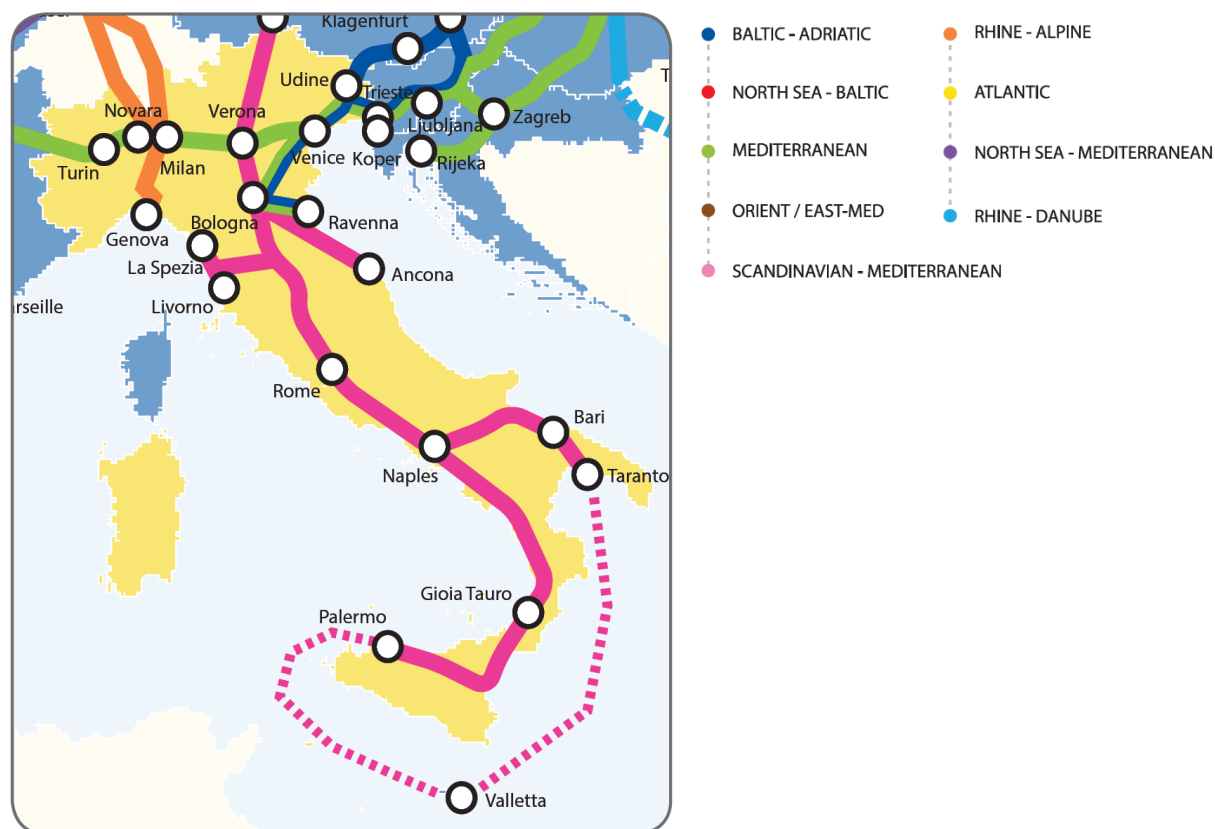 Klagenfurt
Udine
Trieste
Novara
Verona
Ljubljana
Zagreb
Venice
Koper
Rijeka
Turin
Milan
Bologna
Ravenna
Genova
La Spezia
Ancona
Livorno
arseille
Rome
Bari
Naples
Taranto
Gioia Tauro
Palermo
Valletta
T
BALTIC - ADRIATIC
NORTH SEA - BALTIC
MEDITERRANEAN
ORIENT / EAST-MED
SCANDINAVIAN - MEDITERRANEAN
RHINE - ALPINE
ATLANTIC
NORTH SEA - MEDITERRANEAN
RHINE - DANUBE